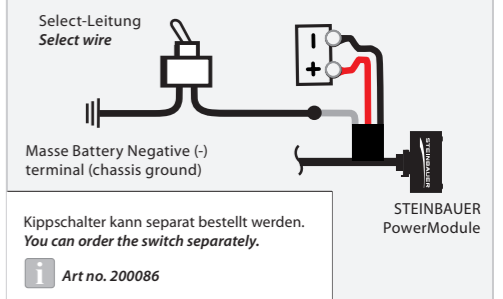 Select-Leitung
Select wire
-
+
Masse Battery Negative (-)
terminal (chassis ground)
STEINBAUER
STEINBAUER
PowerModule
Kippschalter kann separat bestellt werden.
You can order the switch separately.
i
Art no. 200086